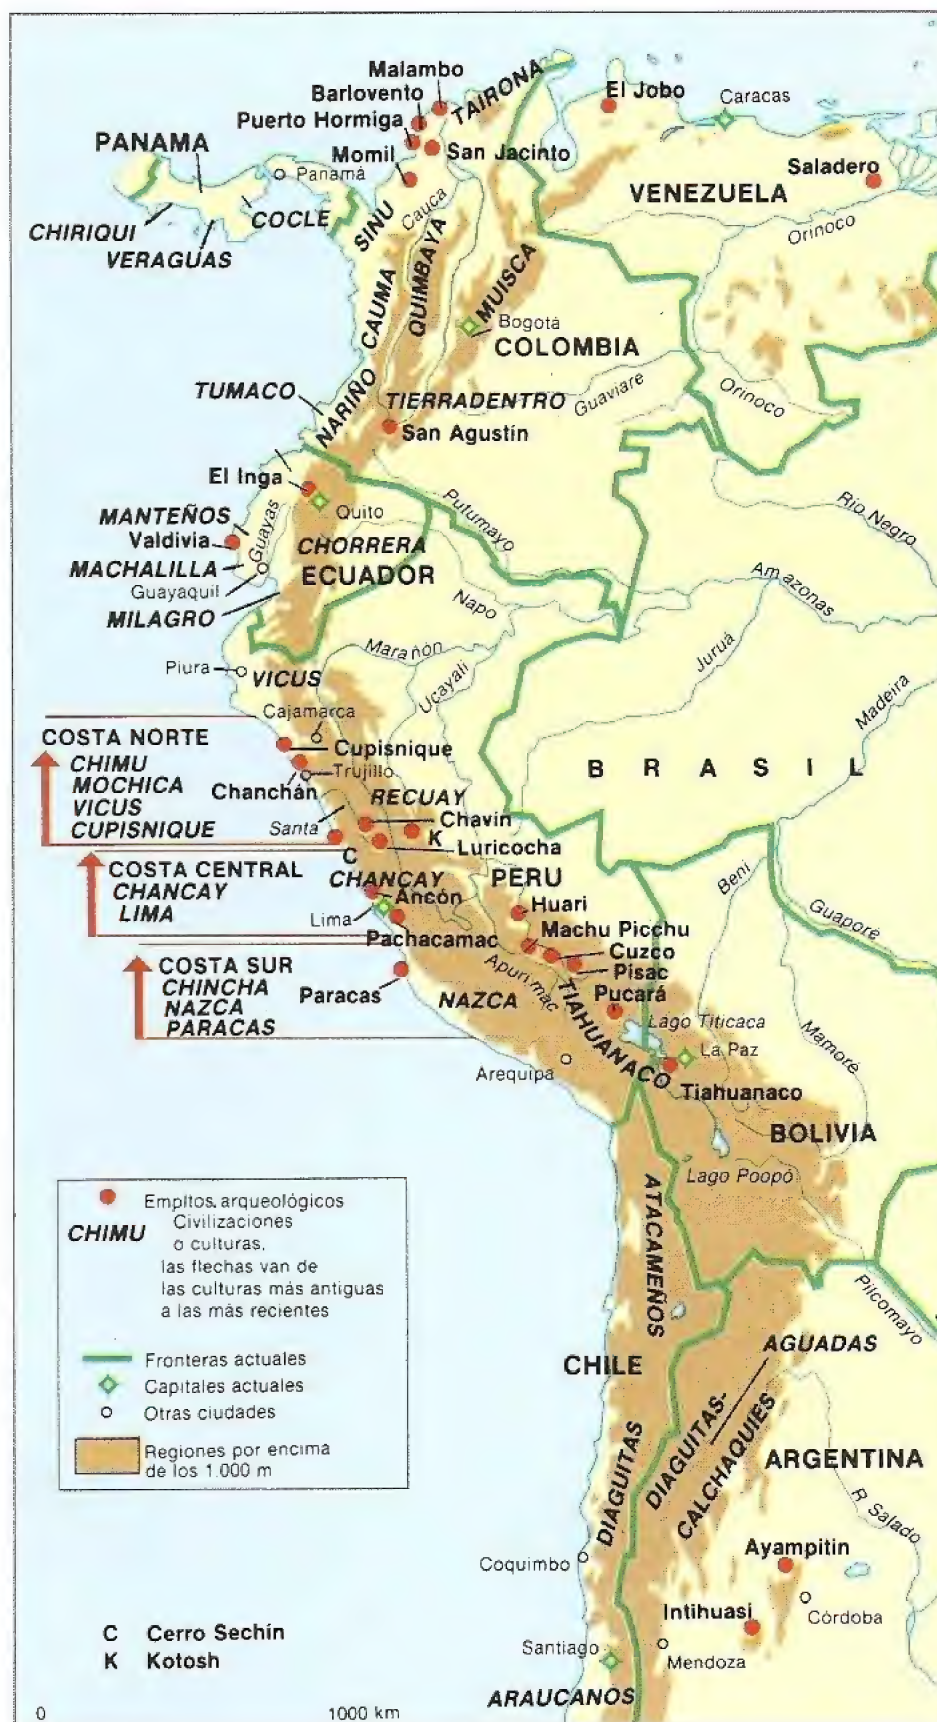 Malambo
Barlovento
TAIRONA
El Jobo
Caracas
Puerto Hormiga
PANAMA
Momil
San Jacinto
Panamá
Saladero
VENEZUELA
COCLE
SINU
Cauca
CHIRIQUI
VERAGUAS
Orinoco
CAUMA
QUIMBAYA
MUISCA
Bogotá
COLOMBIA
TUMACO
NARIÑO
TIERRADENTRO
Guaviare
Orinoco
San Agustín
El Inga
Quito
Putumayo
Río Negro
MANTEÑOS
Guayas
Valdivia
CHORRERA
MACHALILLA
ECUADOR
Guayaquil
Amazonas
MILAGRO
Napo
Marañón
Juruá
Piura
VICUS
Ucayali
Madeira
Cajamarca
COSTA NORTE
CHIMU
MOCHICA
VICUS
CUPISNIQUE
Cupisnique
Trujillo
BRASIL
Chanchán
RECUAY
Santa
Chavin
K
Luricocha
C
COSTA CENTRAL
CHANCAY
LIMA
CHANCAY
PERU
Beni
Ancón
Huari
Guaporé
Lima
Machu Picchu
Pachacamac
Cuzco
COSTA SUR
CHINCHA
NAZCA
PARACAS
Apurimac
Pisac
Paracas
NAZCA
Pucará
TIAHUANACO
Lago Titicaca
Mamoré
La Paz
Arequipa
Tiahuanaco
BOLIVIA
Lago Poopó
ATACAMEÑOS
Empltos. arqueológicos
CHIMU Civilizaciones
o culturas,
las flechas van de
las culturas más antiguas
a las más recientes
Fronteras actuales
Capitales actuales
Otras ciudades
Regiones por encima
de los 1.000 m
Pilcomayo
AGUADAS
CHILE
DIAGUITAS
DIAGUITAS-
CALCHAQUIES
ARGENTINA
R. Salado
Coquimbo
Ayampitin
Intihuasi
Córdoba
C Cerro Sechín
K Kotosh
Santiago
Mendoza
ARAUCANOS
0 1000 km